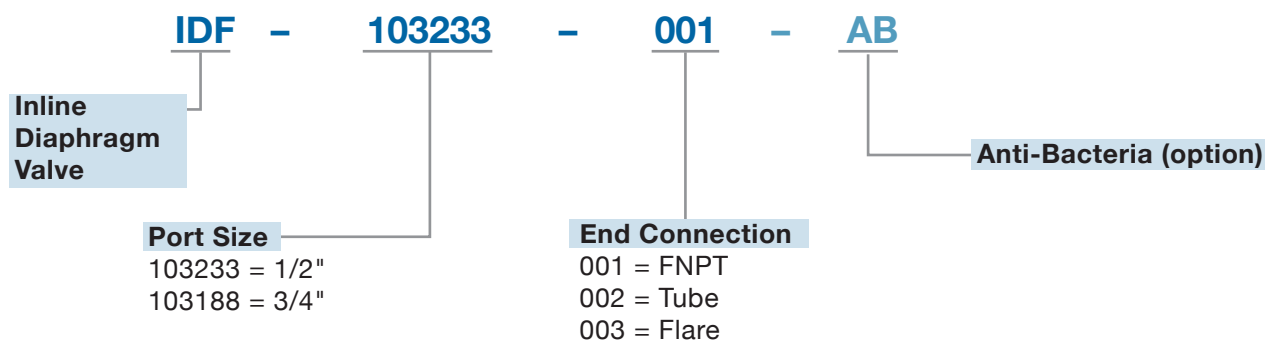 IDF – 103233 – 001 - AB
Inline
Diaphragm
Valve
Anti-Bacteria (option)
Port Size
103233 = 1/2"
103188 = 3/4"
End Connection
001 = FNPT
002 = Tube
003 = Flare